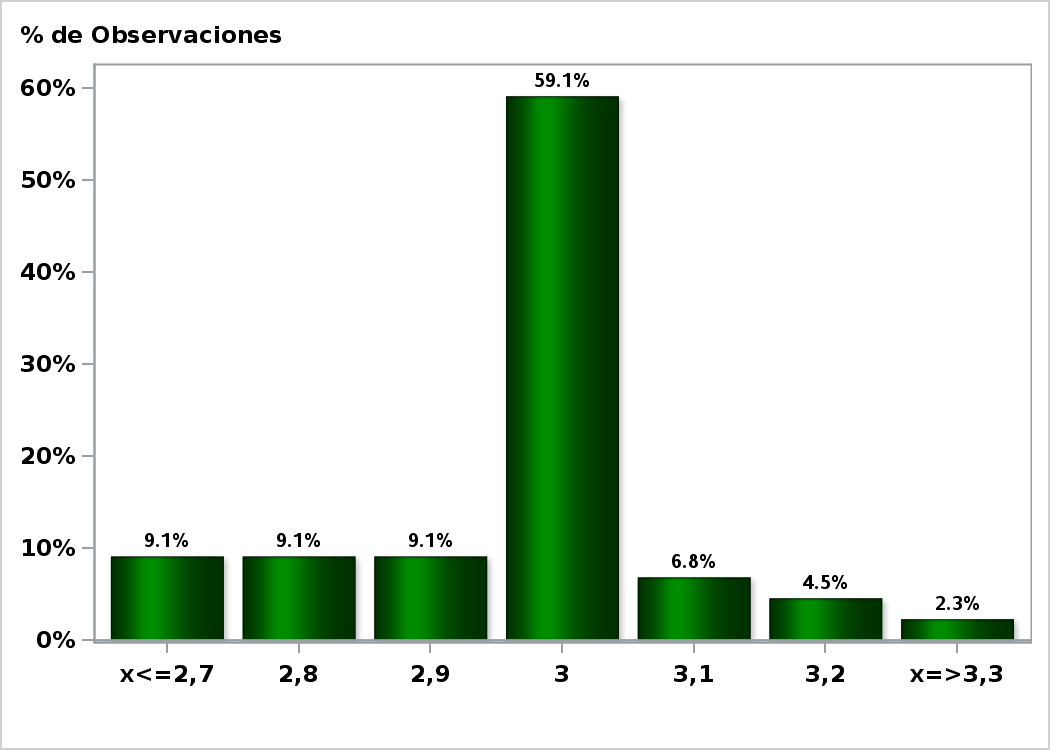 % de Observaciones
60%
59.1%
50%
40%
30%
20%
10%
9.1% 9.1% 9.1% 6.8% 4.5% 2.3%
0%
x<=2,7 2,8 2,9 3 3,1 3,2 x=>3,3